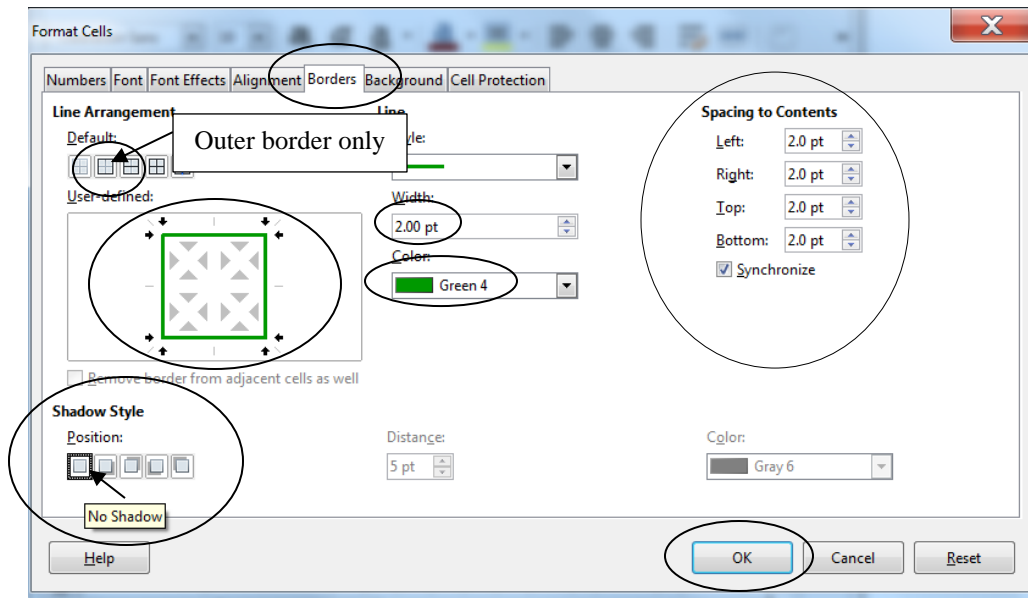 Format Cells
X
Numbers Font Font Effects Alignment Borders Background Cell Protection
Line Arrangement
Default:
Outer border only
User-defined:
Remove border from adjacent cells as well
Line
Width:
2.00 pt
Color:
Green 4
Spacing to Contents
Left: 2.0 pt
Right: 2.0 pt
Top: 2.0 pt
Bottom: 2.0 pt
Synchronize
Shadow Style
Position:
No Shadow
Distance:
5 pt
Color:
Gray 6
Help
OK
Cancel
Reset